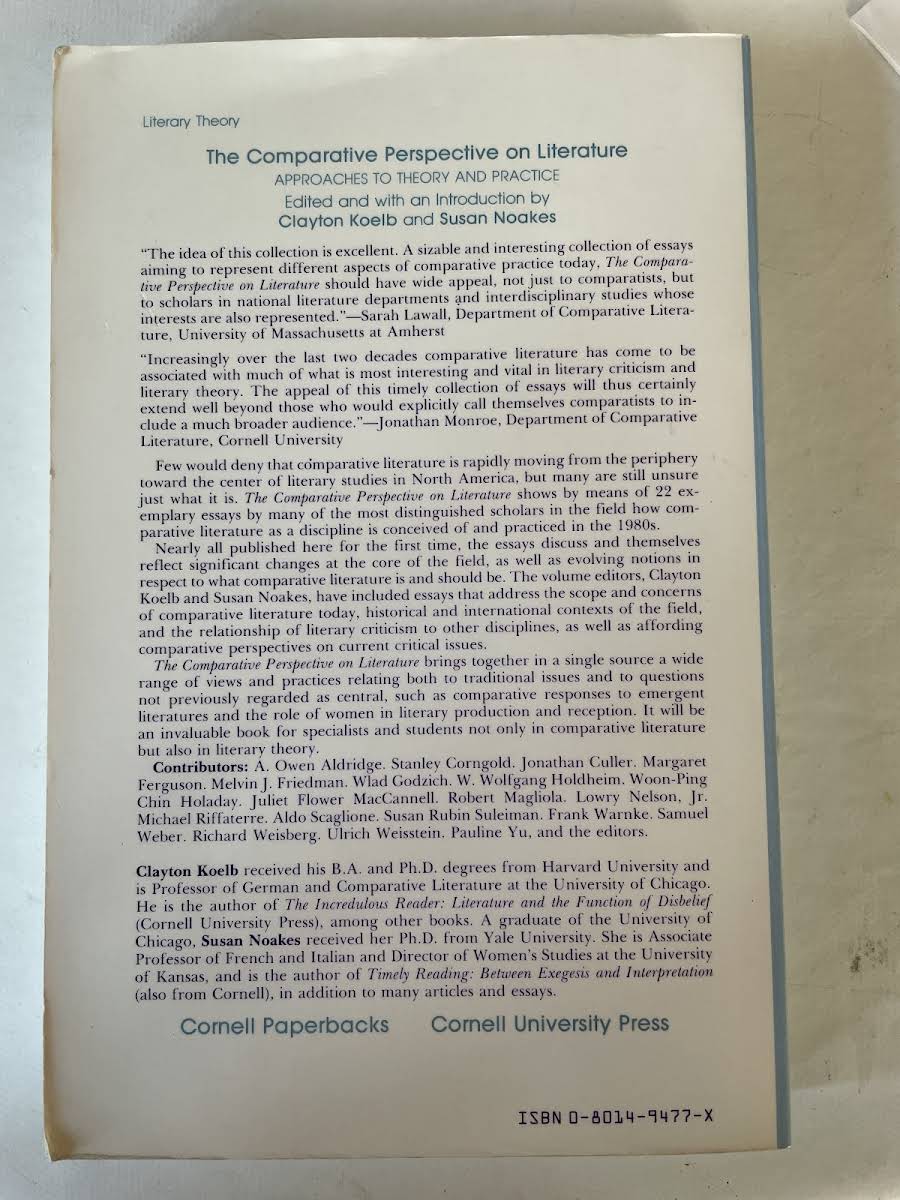 Literary Theory
The Comparative Perspective on Literature
APPROACHES TO THEORY AND PRACTICE
Edited and with an Introduction by
Clayton Koelb and Susan Noakes
“The idea of this collection is excellent. A sizable and interesting collection of essays
aiming to represent different aspects of comparative practice today, The Compara-
tive Perspective on Literature should have wide appeal, not just to comparatists, but
to scholars in national literature departments and interdisciplinary studies whose
interests are also represented.”—Sarah Lawall, Department of Comparative Litera-
ture, University of Massachusetts at Amherst
“Increasingly over the last two decades comparative literature has come to be
associated with much of what is most interesting and vital in literary criticism and
literary theory. The appeal of this timely collection of essays will thus certainly
extend well beyond those who would explicitly call themselves comparatists to in-
clude a much broader audience.”—Jonathan Monroe, Department of Comparative
Literature, Cornell University
Few would deny that comparative literature is rapidly moving from the periphery
toward the center of literary studies in North America, but many are still unsure
just what it is. The Comparative Perspective on Literature shows by means of 22 ex-
emplary essays by many of the most distinguished scholars in the field how com-
parative literature as a discipline is conceived of and practiced in the 1980s.
Nearly all published here for the first time, the essays discuss and themselves
reflect significant changes at the core of the field, as well as evolving notions in
respect to what comparative literature is and should be. The volume editors, Clayton
Koelb and Susan Noakes, have included essays that address the scope and concerns
of comparative literature today, historical and international contexts of the field,
and the relationship of literary criticism to other disciplines, as well as affording
comparative perspectives on current critical issues.
The Comparative Perspective on Literature brings together in a single source a wide
range of views and practices relating both to traditional issues and to questions
not previously regarded as central, such as comparative responses to emergent
literatures and the role of women in literary production and reception. It will be
an invaluable book for specialists and students not only in comparative literature
but also in literary theory.
Contributors: A. Owen Aldridge. Stanley Corngold. Jonathan Culler. Margaret
Ferguson. Melvin J. Friedman. Wlad Godzich. W. Wolfgang Holdheim. Woon-Ping
Chin Holaday. Juliet Flower MacCannell. Robert Magliola. Lowry Nelson, Jr.
Michael Riffaterre. Aldo Scaglione. Susan Rubin Suleiman. Frank Warnke. Samuel
Weber. Richard Weisberg. Ulrich Weisstein. Pauline Yu, and the editors.
Clayton Koelb received his B.A. and Ph.D. degrees from Harvard University and
is Professor of German and Comparative Literature at the University of Chicago.
He is the author of The Incredulous Reader: Literature and the Function of Disbelief
(Cornell University Press), among other books. A graduate of the University of
Chicago, Susan Noakes received her Ph.D. from Yale University. She is Associate
Professor of French and Italian and Director of Women’s Studies at the University
of Kansas, and is the author of Timely Reading: Between Exegesis and Interpretation
(also from Cornell), in addition to many articles and essays.
Cornell Paperbacks Cornell University Press
ISBN 0-8014-9477-X